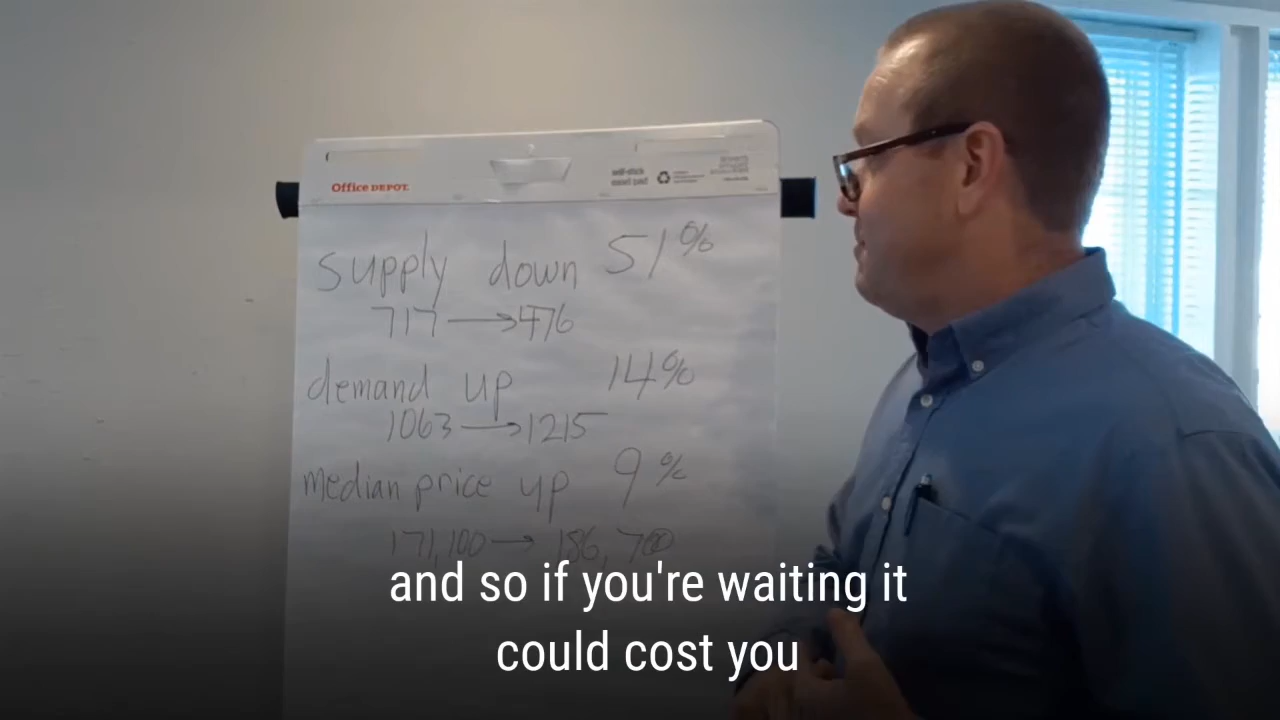 Office DEPOT.
supply down 51%
717 → 476
demand up 14%
1063 → 1215
median price up 9%
171,100 → 186,700
and so if you're waiting it
could cost you